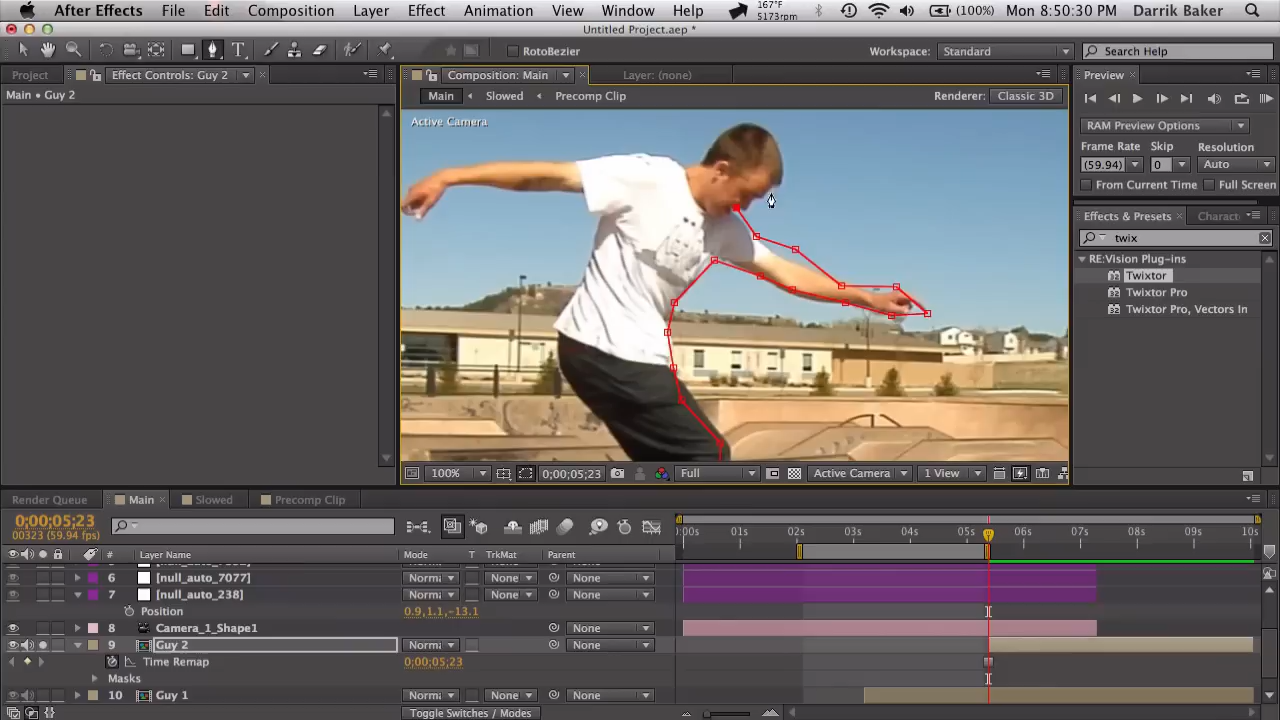 After Effects File Edit Composition Layer Effect Animation View Window Help 167°F 5173rpm (100%) Mon 8:50:30 PM Darrik Baker
Untitled Project.aep *
T RotoBezier Workspace: Standard Search Help
Project Effect Controls: Guy 2 Composition: Main Layer: (none) Preview
Main • Guy 2 Main Slowed Precomp Clip Renderer: Classic 3D
Active Camera
RAM Preview Options
Frame Rate Skip Resolution
(59.94) 0 Auto
From Current Time Full Screen
Effects & Presets Charact
twix
RE:Vision Plug-ins
Twixtor
Twixtor Pro
Twixtor Pro, Vectors In
100% 0;00;05;23 Full Active Camera 1 View
Render Queue Main Slowed Precomp Clip
0;00;05;23
00323 (59.94 fps)
:00s 01s 02s 03s 04s 05s 06s 07s 08s 09s 10s
# Layer Name Mode T TrkMat Parent
6 [null_auto_7077] Norma None None
7 [null_auto_238] Norma None None
Position 0.9,1.1,-13.1
8 Camera_1_Shape1 None
9 Guy 2 Norma None None
Time Remap 0;00;05;23
Masks
10 Guy 1 Norma None None
Toggle Switches / Modes